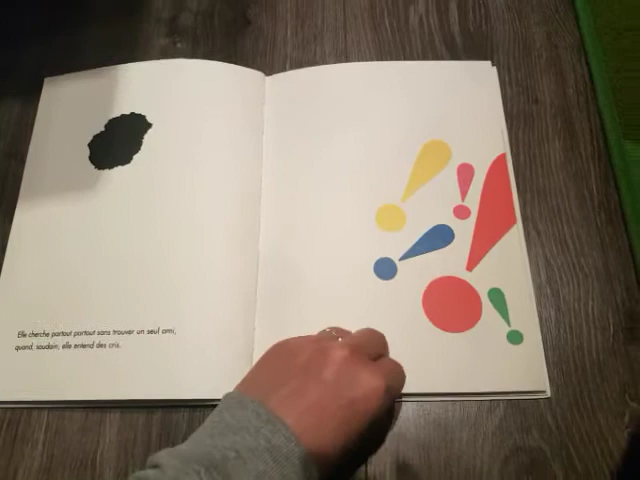 Elle cherche partout partout sans trouver un seul ami,
quand, soudain, elle entend des cris.